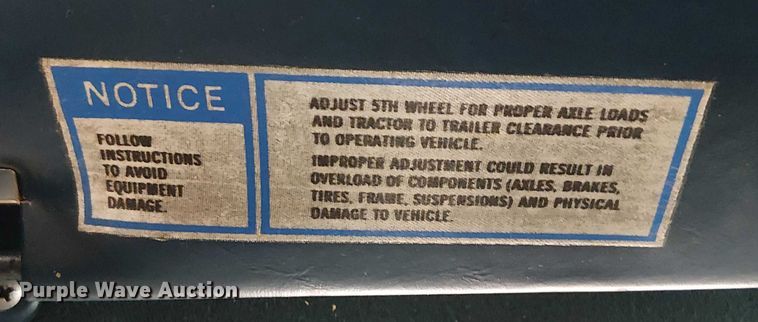 NOTICE
FOLLOW
INSTRUCTIONS
TO AVOID
EQUIPMENT
DAMAGE.
ADJUST 5TH WHEEL FOR PROPER AXLE LOADS
AND TRACTOR TO TRAILER CLEARANCE PRIOR
TO OPERATING VEHICLE.
IMPROPER ADJUSTMENT COULD RESULT IN
OVERLOAD OF COMPONENTS (AXLES, BRAKES,
TIRES, FRAME, SUSPENSIONS) AND PHYSICAL
DAMAGE TO VEHICLE.
Purple Wave Auction